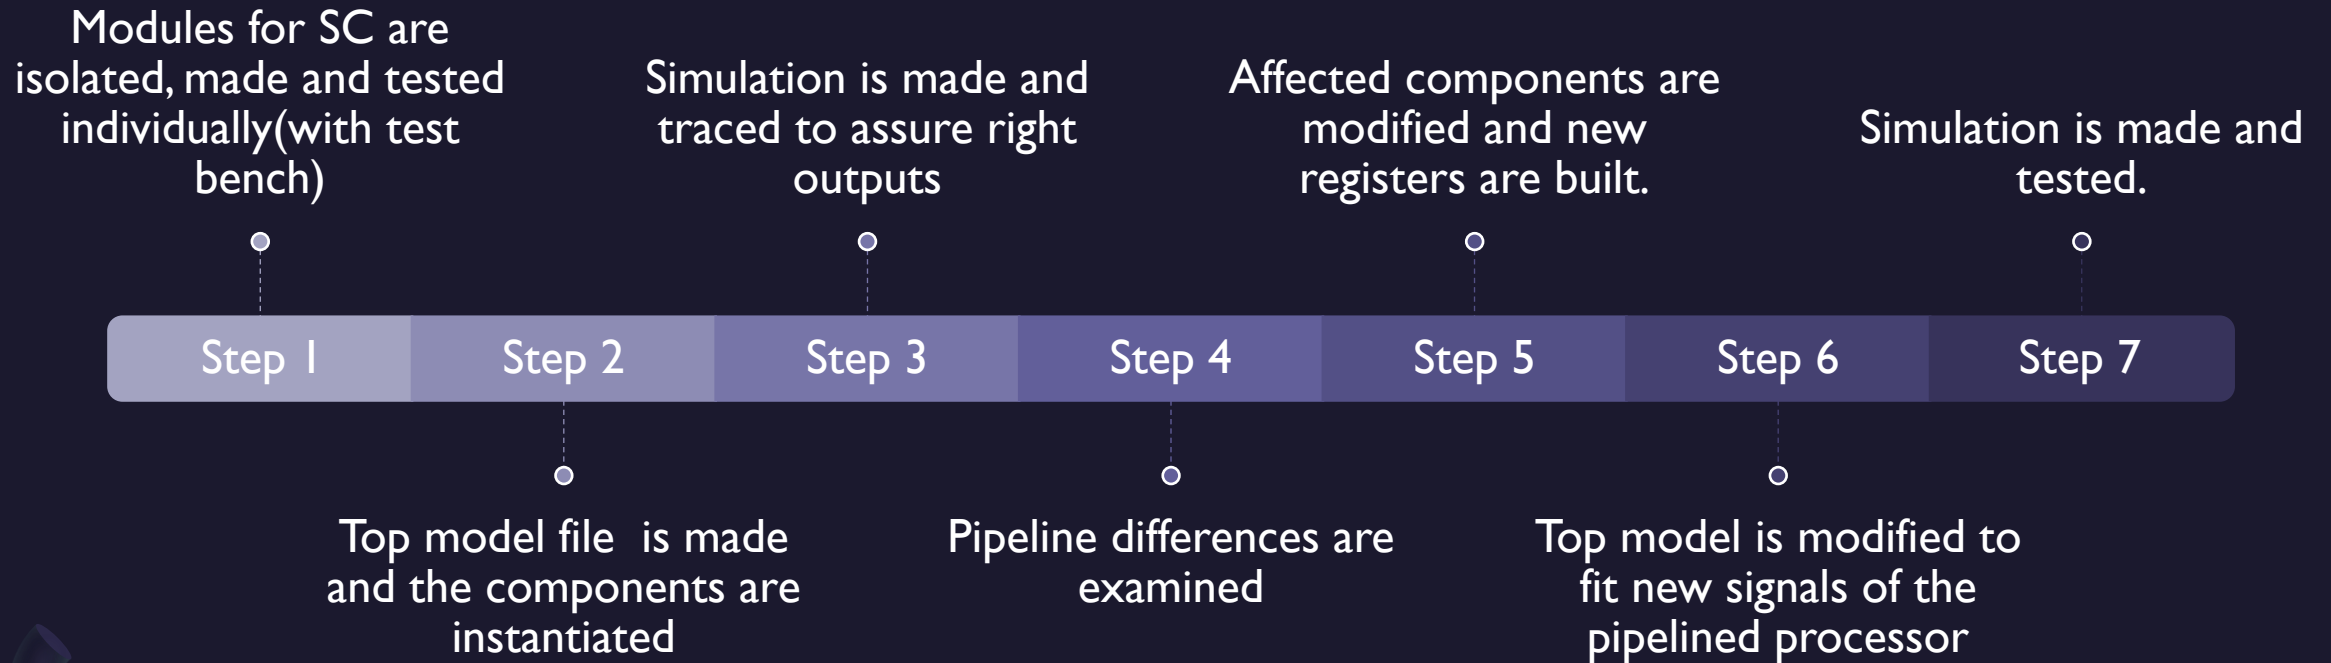 Modules for SC are
isolated, made and tested
individually(with test
bench)
Simulation is made and
traced to assure right
outputs
Affected components are
modified and new
registers are built.
Simulation is made and
tested.
Step 1
Step 2
Step 3
Step 4
Step 5
Step 6
Step 7
Top model file  is made
and the components are
instantiated
Pipeline differences are
examined
Top model is modified to
fit new signals of the
pipelined processor